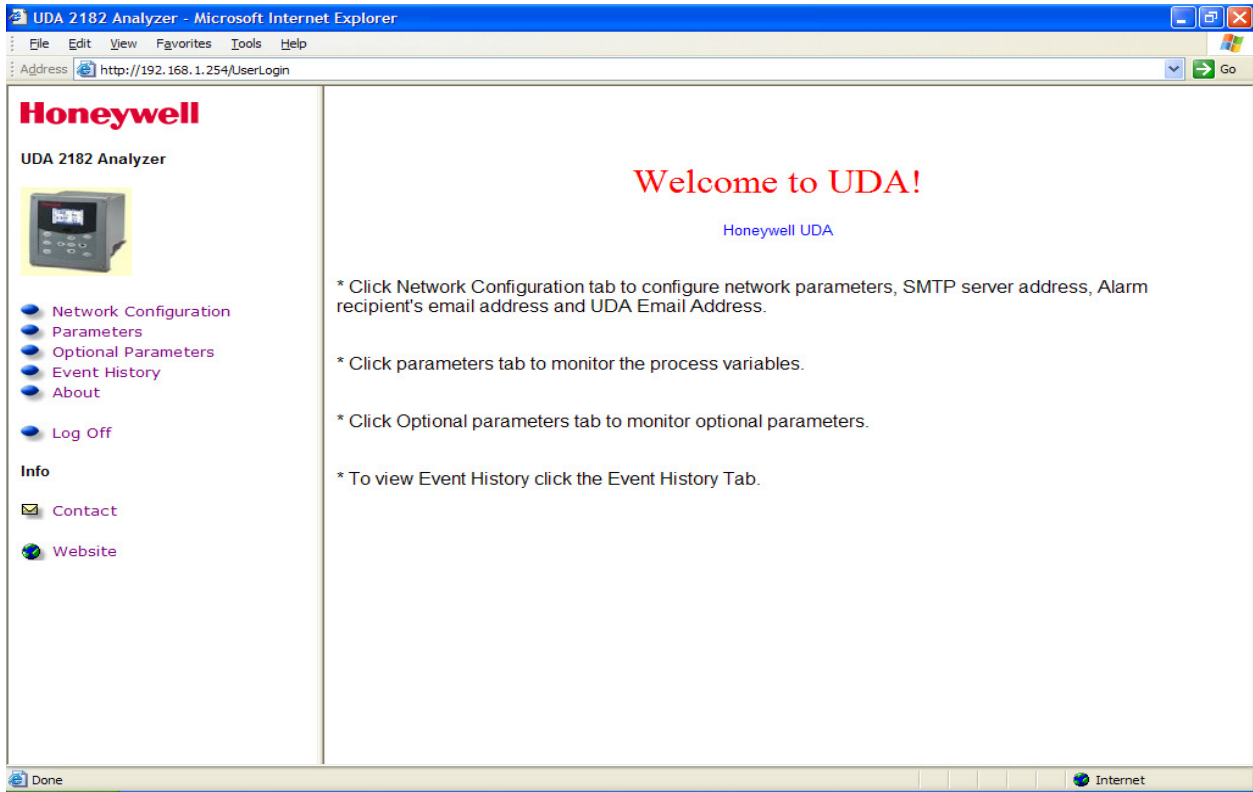 UDA 2182 Analyzer - Microsoft Internet Explorer
File Edit View Favorites Tools Help
Address http://192.168.1.254/UserLogin Go
Honeywell
UDA 2182 Analyzer
Network Configuration
Parameters
Optional Parameters
Event History
About
Log Off
Info
Contact
Website
Welcome to UDA!
Honeywell UDA
* Click Network Configuration tab to configure network parameters, SMTP server address, Alarm
recipient's email address and UDA Email Address.
* Click parameters tab to monitor the process variables.
* Click Optional parameters tab to monitor optional parameters.
* To view Event History click the Event History Tab.
Done Internet